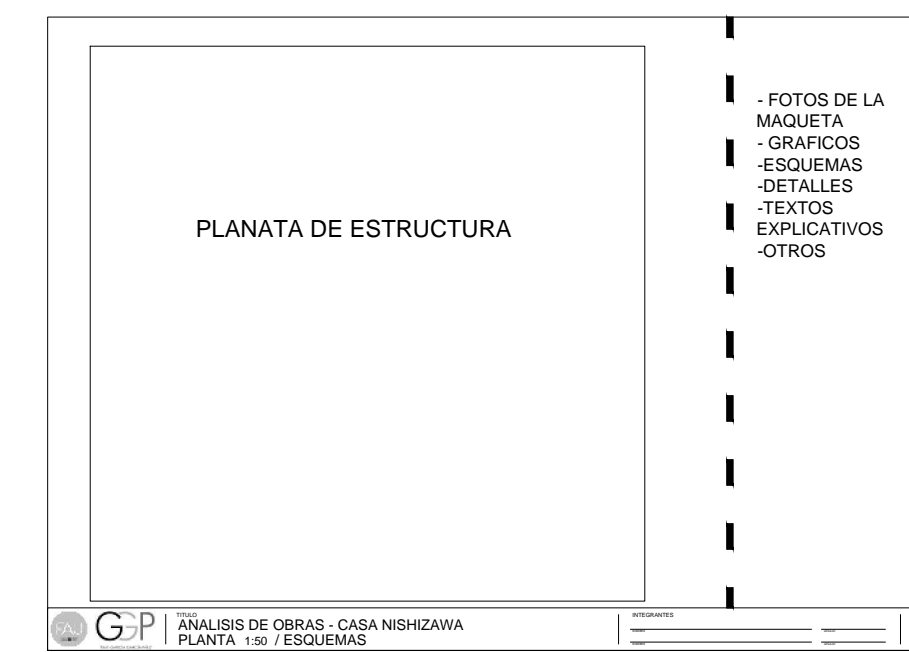 PLANATA DE ESTRUCTURA
- FOTOS DE LA
MAQUETA
- GRAFICOS
-ESQUEMAS
-DETALLES
-TEXTOS
EXPLICATIVOS
-OTROS
FAU
GGP
TITULO
ANALISIS DE OBRAS - CASA NISHIZAWA
PLANTA 1:50 / ESQUEMAS
INTEGRANTES